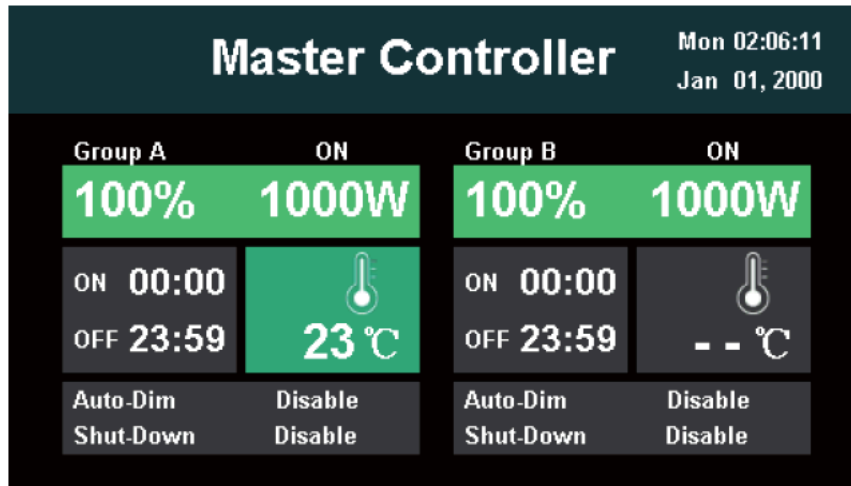 Master Controller
Mon 02:06:11
Jan 01, 2000
Group A ON
100% 1000W
ON 00:00
OFF 23:59
23 ℃
Auto-Dim Disable
Shut-Down Disable
Group B ON
100% 1000W
ON 00:00
OFF 23:59
- - ℃
Auto-Dim Disable
Shut-Down Disable